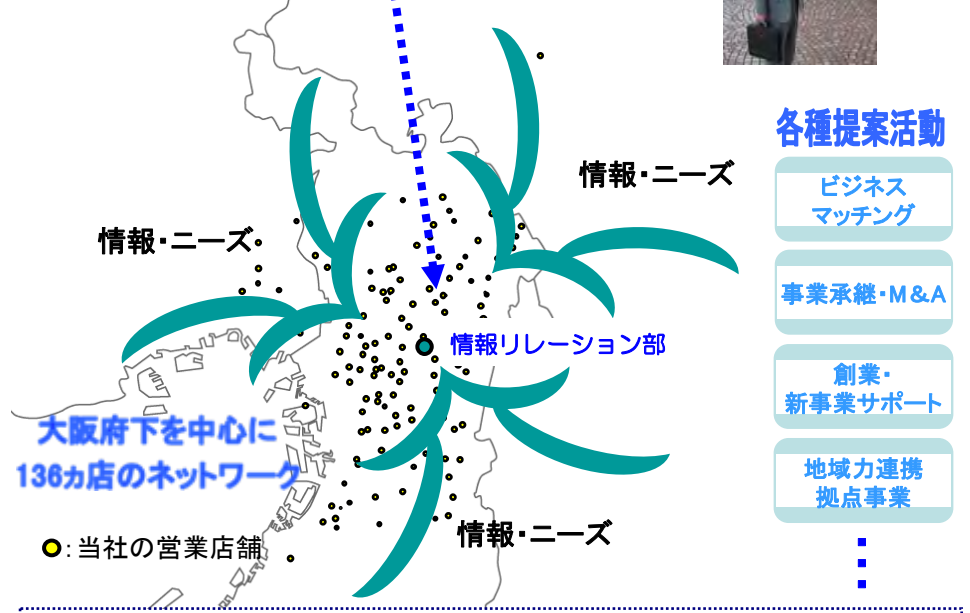 各種提案活動
情報・ニーズ
ビジネス
マッチング
情報・ニーズ
事業承継・M&A
情報リレーション部
創業・
新事業サポート
大阪府下を中心に
136ヵ店のネットワーク
地域力連携
拠点事業
情報・ニーズ
:当社の営業店舗